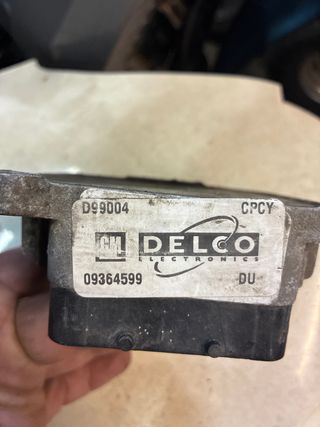 D99004 CPCY
GM DELCO
ELECTRONICS
09364599 DU